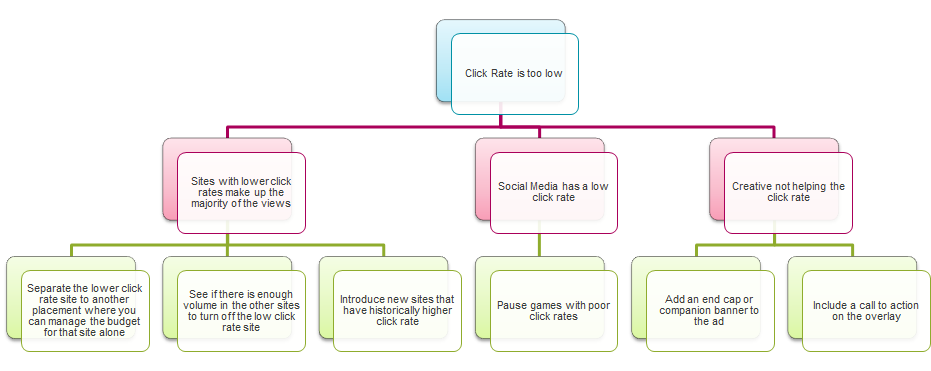 Click Rate is too low
Sites with lower click
rates make up the
majority of the views
Social Media has a low
click rate
Creative not helping the
click rate
Separate the lower click
rate site to another
placement where you
can manage the budget
for that site alone
See if there is enough
volume in the other sites
to turn off the low click
rate site
Introduce new sites that
have historically higher
click rate
Pause games with poor
click rates
Add an end cap or
companion banner to
the ad
Include a call to action
on the overlay